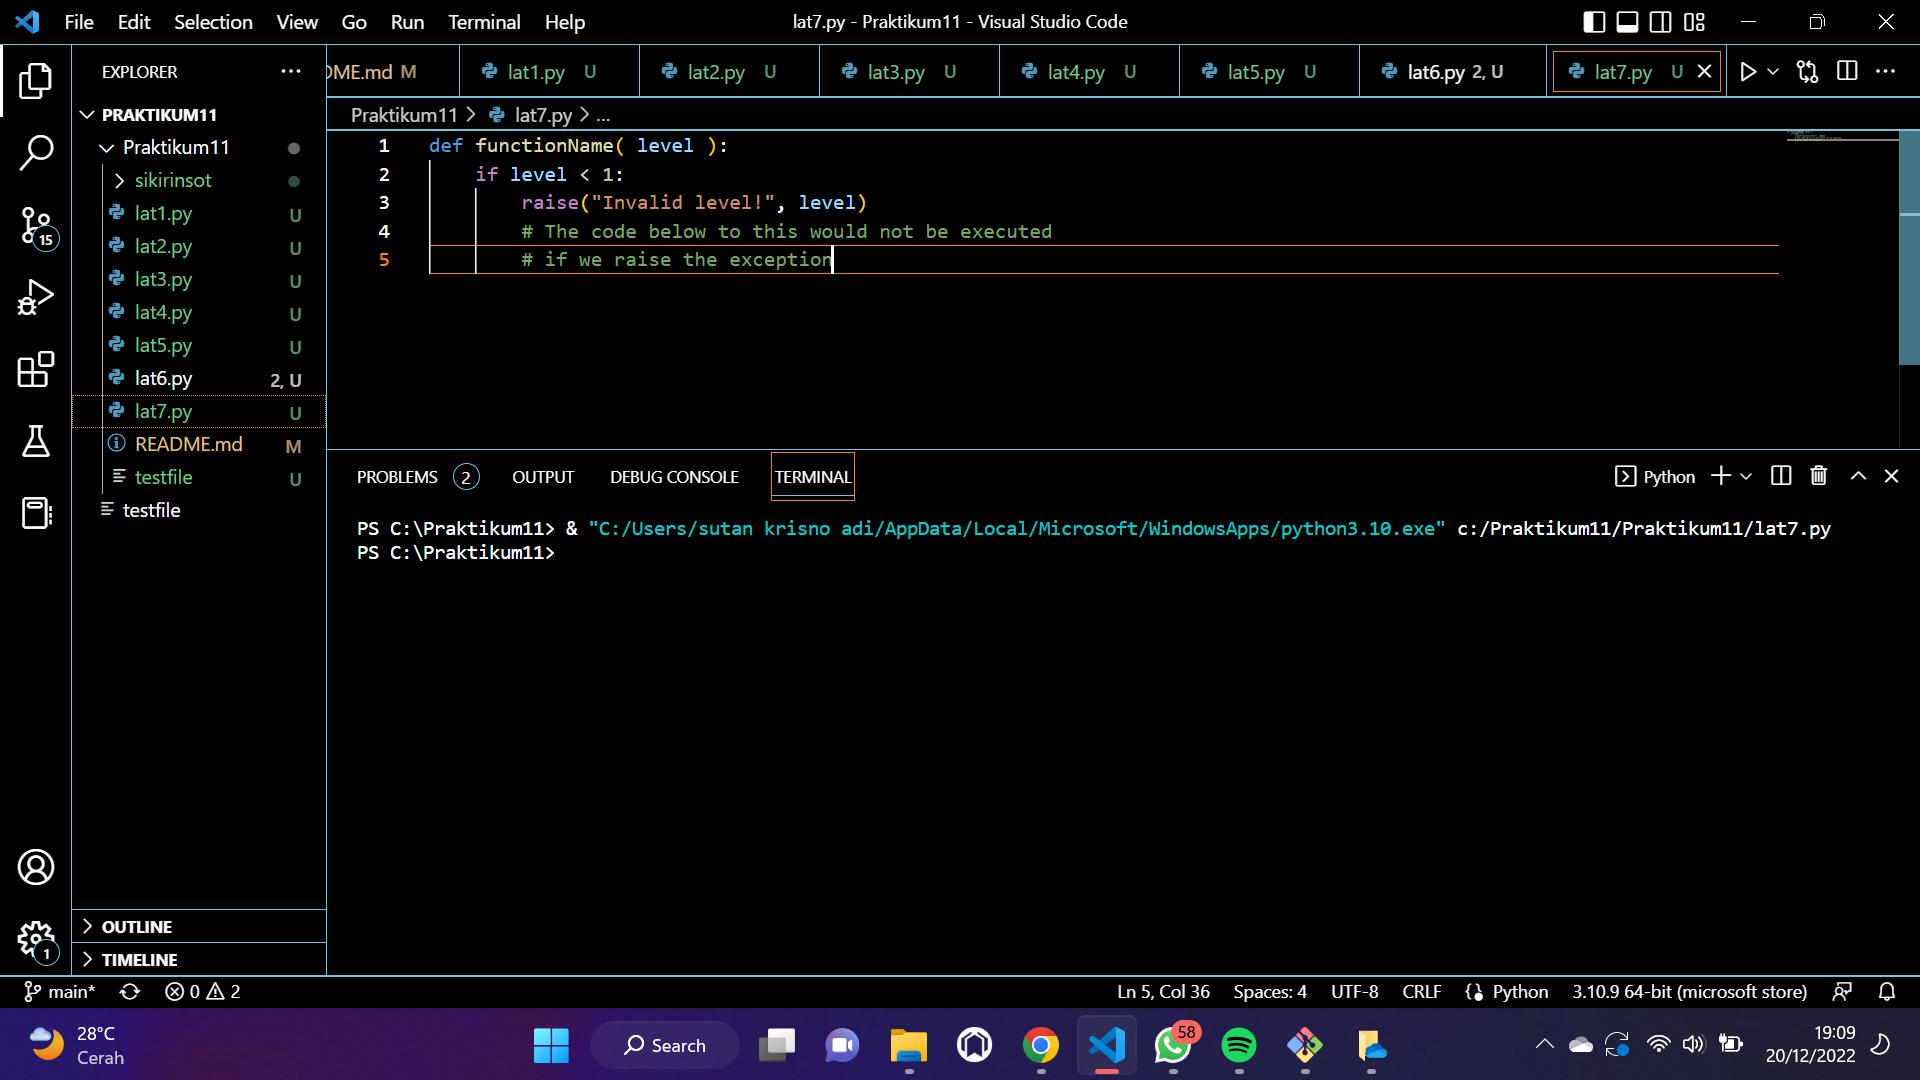 File Edit Selection View Go Run Terminal Help
lat7.py - Praktikum11 - Visual Studio Code
EXPLORER
DME.md M
lat1.py U
lat2.py U
lat3.py U
lat4.py U
lat5.py U
lat6.py 2, U
lat7.py U
PRAKTIKUM11
Praktikum11
sikirinsot
lat1.py U
lat2.py U
lat3.py U
lat4.py U
lat5.py U
lat6.py 2, U
lat7.py U
README.md M
testfile U
testfile
OUTLINE
TIMELINE
15
1
Praktikum11 > lat7.py > ...
1 def functionName( level ):
2 if level < 1:
3 raise("Invalid level!", level)
4 # The code below to this would not be executed
5 # if we raise the exception
PROBLEMS 2 OUTPUT DEBUG CONSOLE TERMINAL
Python
PS C:\Praktikum11> & "C:/Users/sutan krisno adi/AppData/Local/Microsoft/WindowsApps/python3.10.exe" c:/Praktikum11/Praktikum11/lat7.py
PS C:\Praktikum11>
main* 0 2
Ln 5, Col 36 Spaces: 4 UTF-8 CRLF Python 3.10.9 64-bit (microsoft store)
28°C
Cerah
Search
58
19:09
20/12/2022